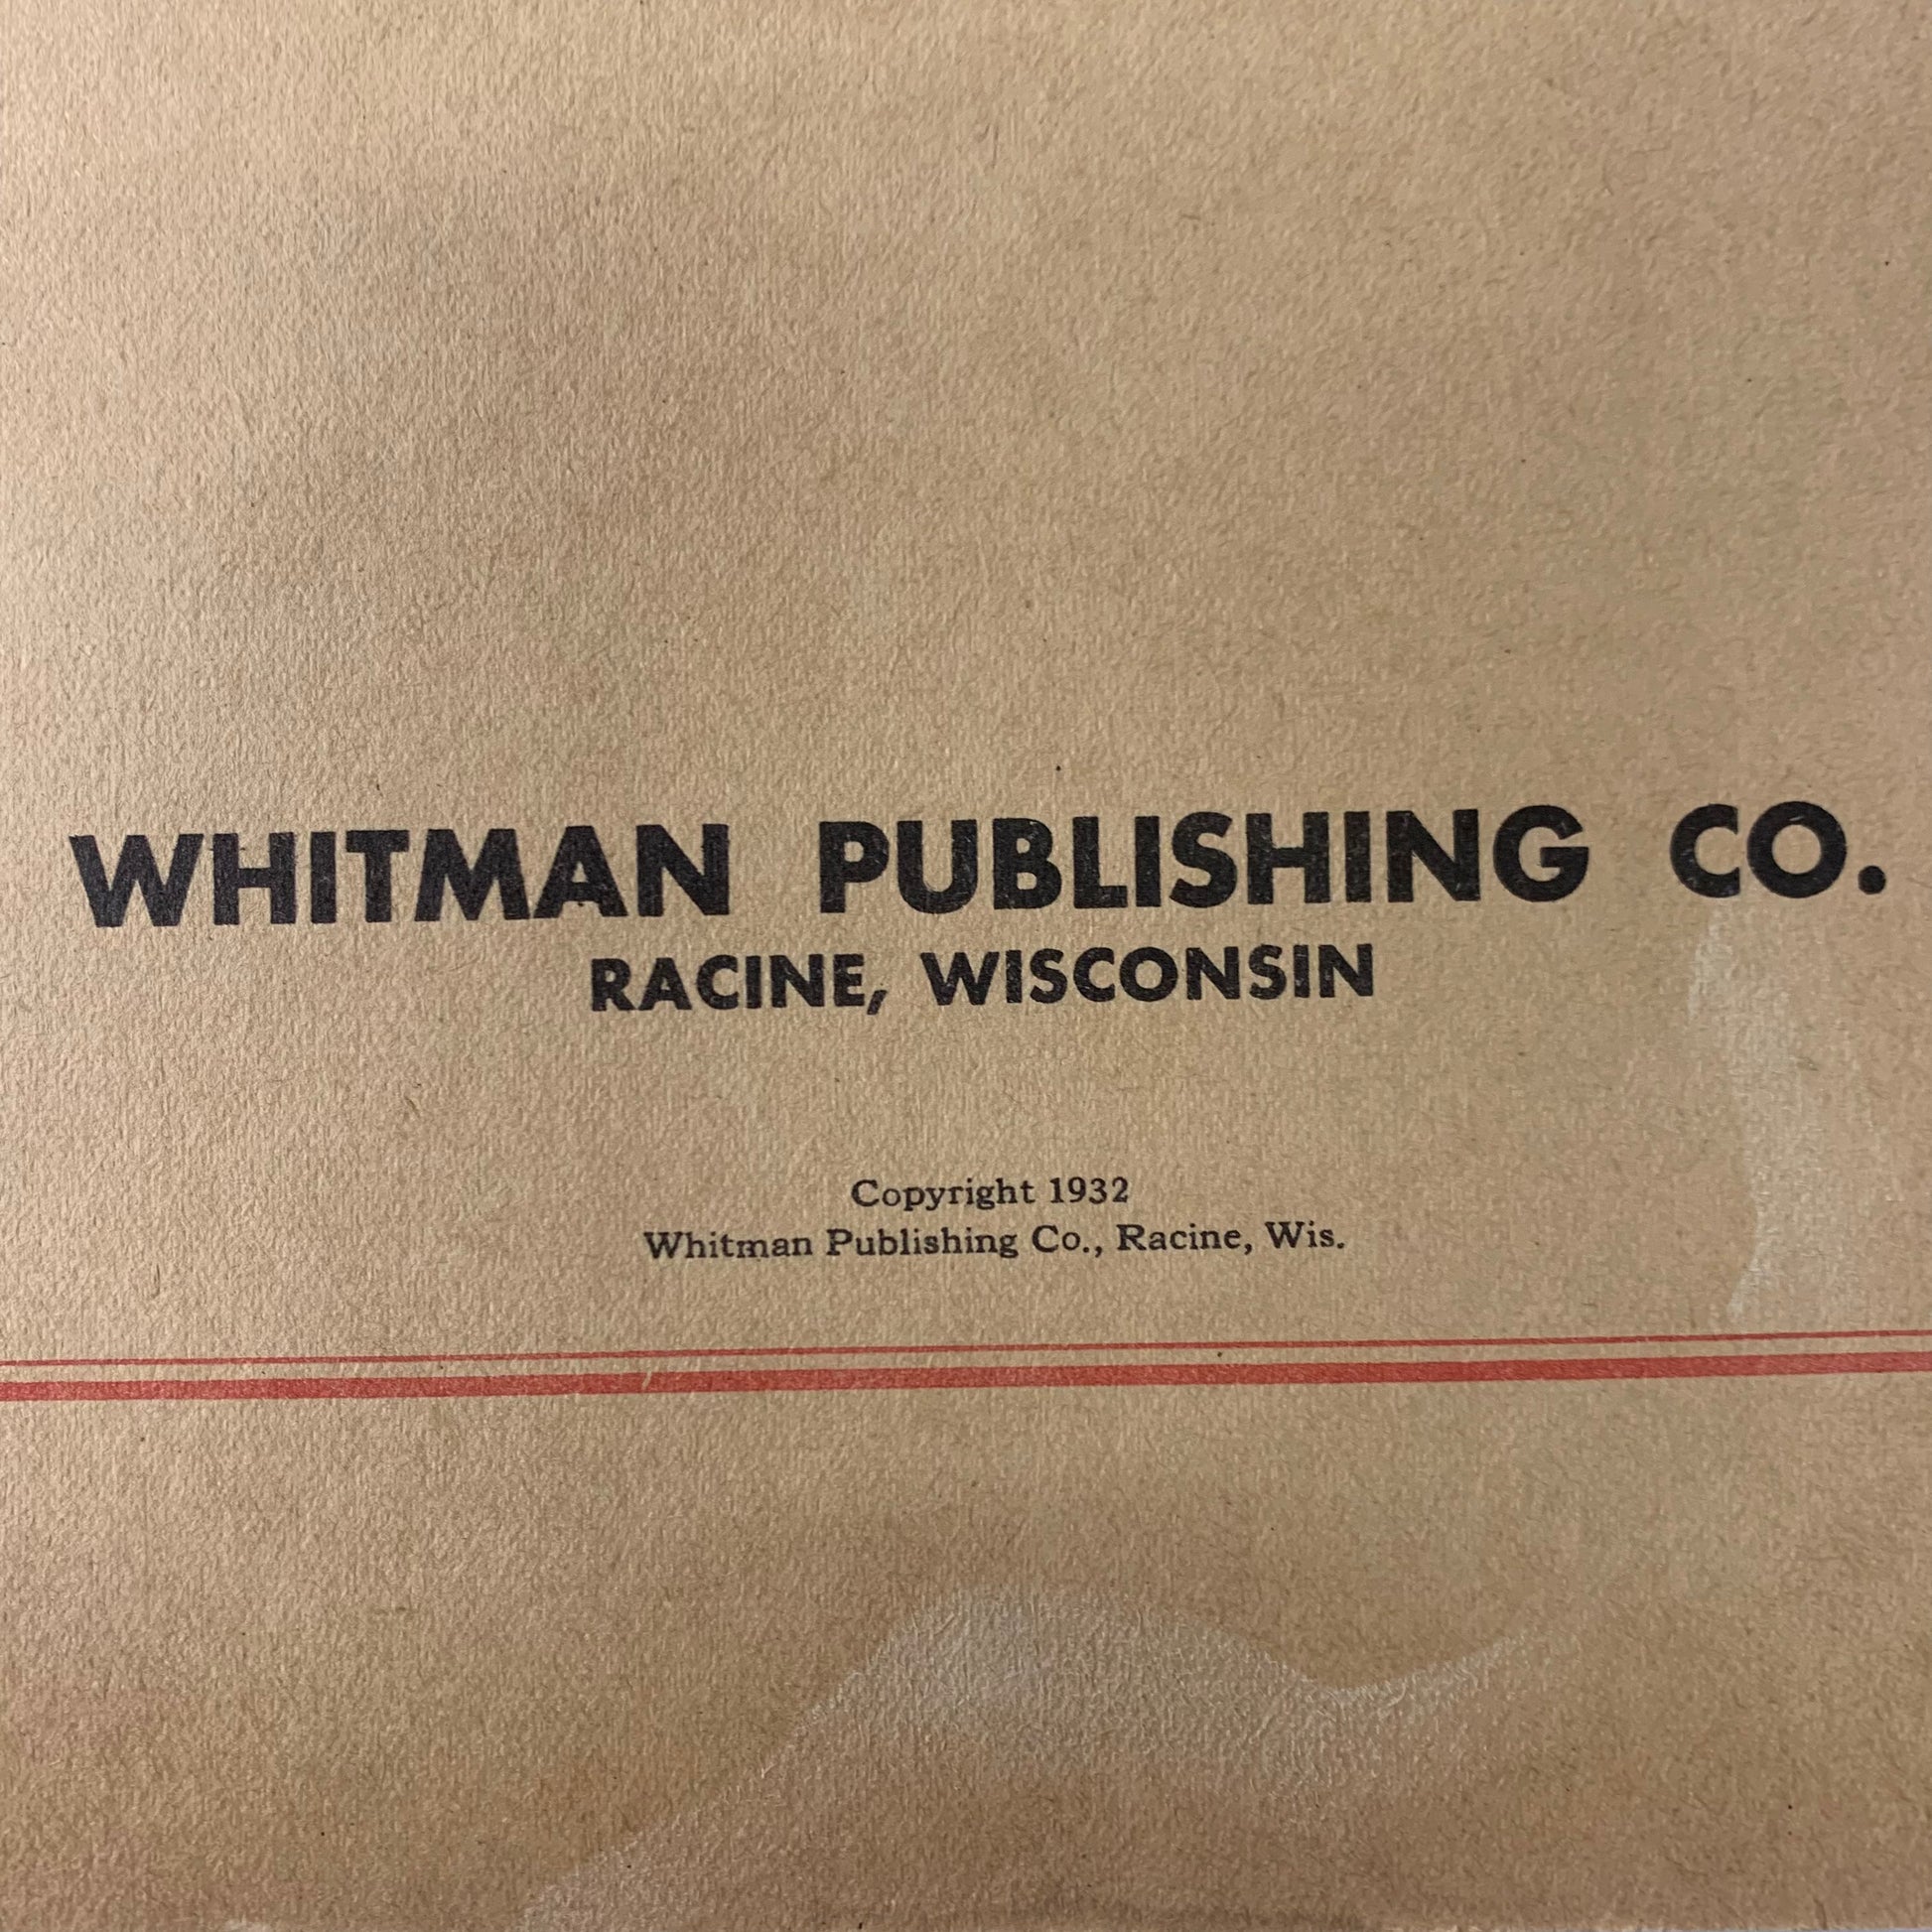 WHITMAN PUBLISHING CO.
RACINE, WISCONSIN
Copyright 1932
Whitman Publishing Co., Racine, Wis.